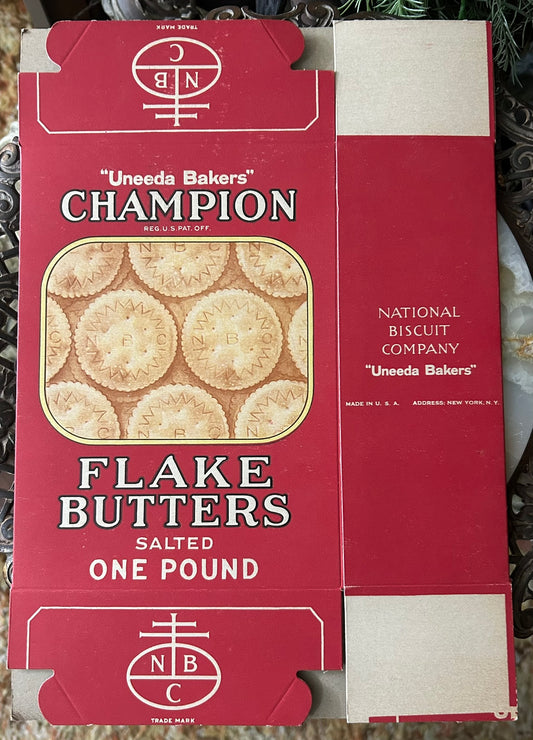 TRADE MARK
N B
C
"Uneeda Bakers"
CHAMPION
REG. U.S. PAT. OFF.
N B C
N B C
FLAKE
BUTTERS
SALTED
ONE POUND
N B
C
TRADE MARK
NATIONAL
BISCUIT
COMPANY
"Uneeda Bakers"
MADE IN U. S. A. ADDRESS: NEW YORK, N. Y.